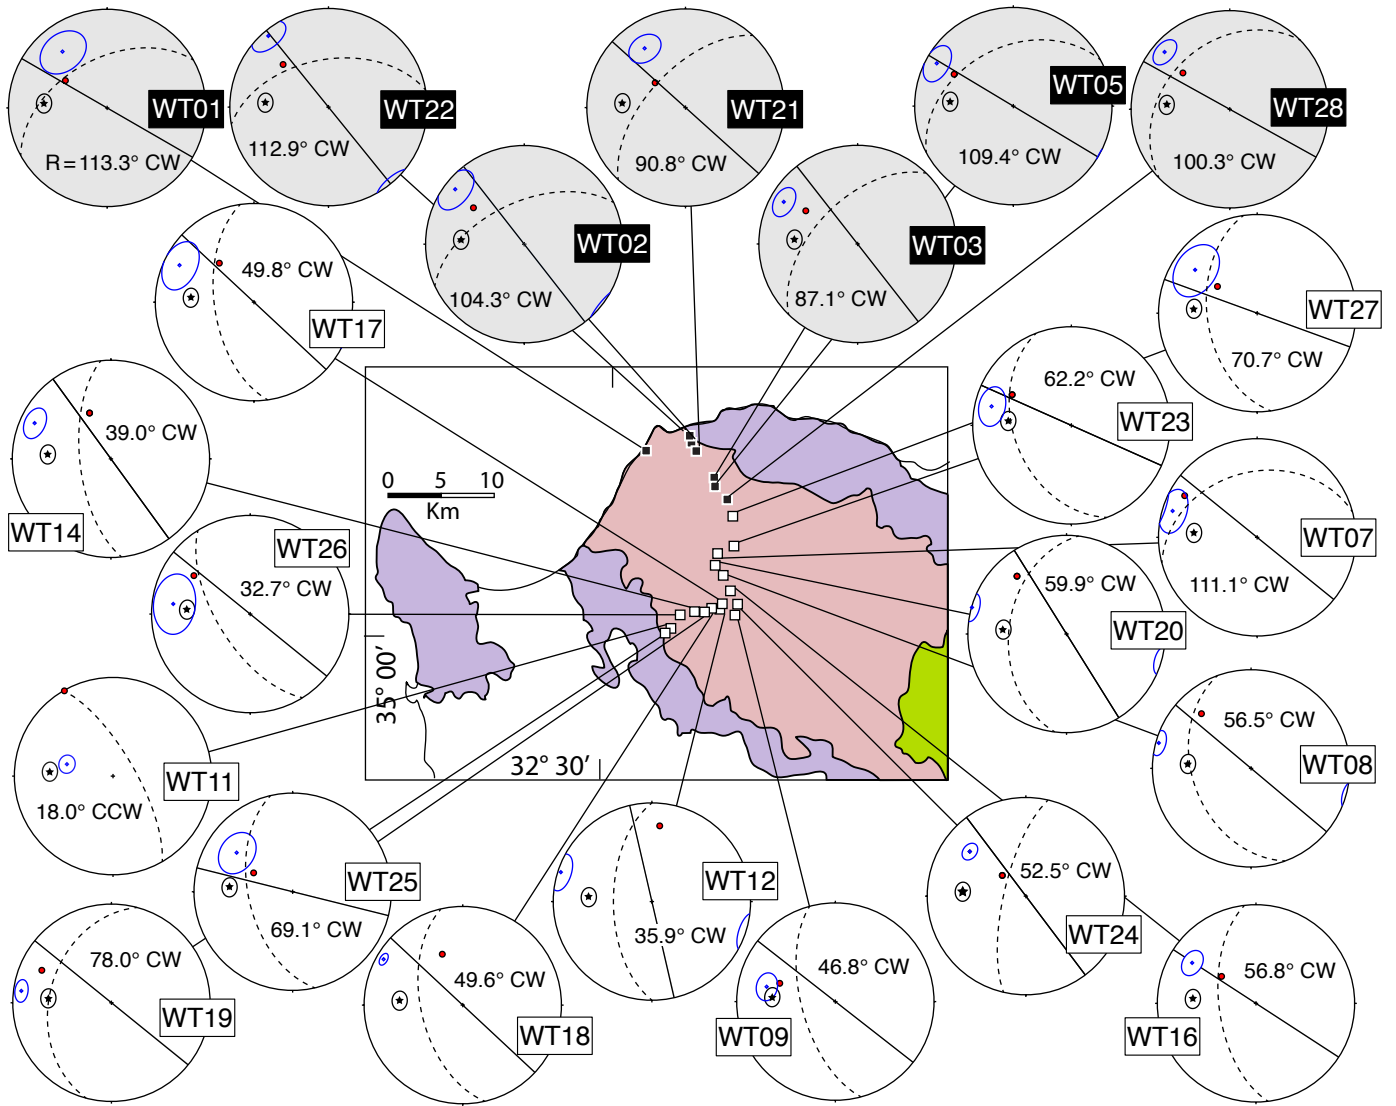 WT01
R = 113.3° CW
WT22
112.9° CW
WT21
90.8° CW
WT05
109.4° CW
WT28
100.3° CW
WT02
104.3° CW
WT03
87.1° CW
WT17
49.8° CW
WT27
70.7° CW
WT14
39.0° CW
WT23
62.2° CW
WT26
32.7° CW
WT07
111.1° CW
WT20
59.9° CW
WT11
18.0° CCW
WT08
56.5° CW
0 5 10
Km
35° 00′
32° 30′
WT25
69.1° CW
WT12
35.9° CW
WT24
52.5° CW
WT19
78.0° CW
WT18
49.6° CW
WT09
46.8° CW
WT16
56.8° CW